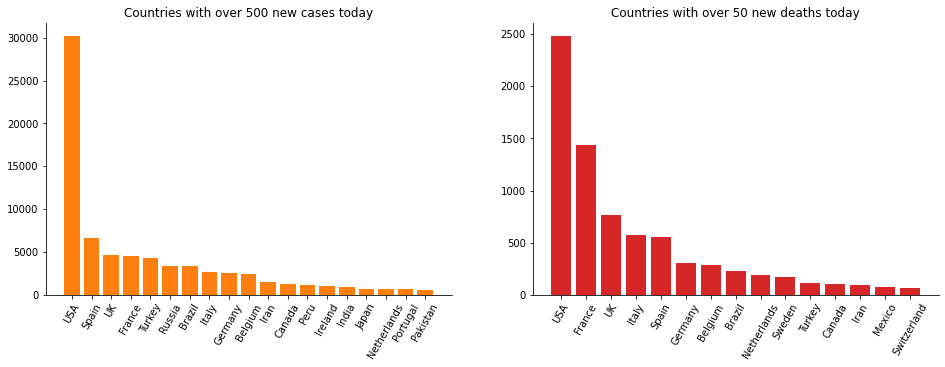 Countries with over 500 new cases today
30000
25000
20000
15000
10000
5000
0
USA
Spain
UK
France
Turkey
Russia
Brazil
Italy
Germany
Belgium
Iran
Canada
Peru
Ireland
India
Japan
Netherlands
Portugal
Pakistan
Countries with over 50 new deaths today
2500
2000
1500
1000
500
0
USA
France
UK
Italy
Spain
Germany
Belgium
Brazil
Netherlands
Sweden
Turkey
Canada
Iran
Mexico
Switzerland